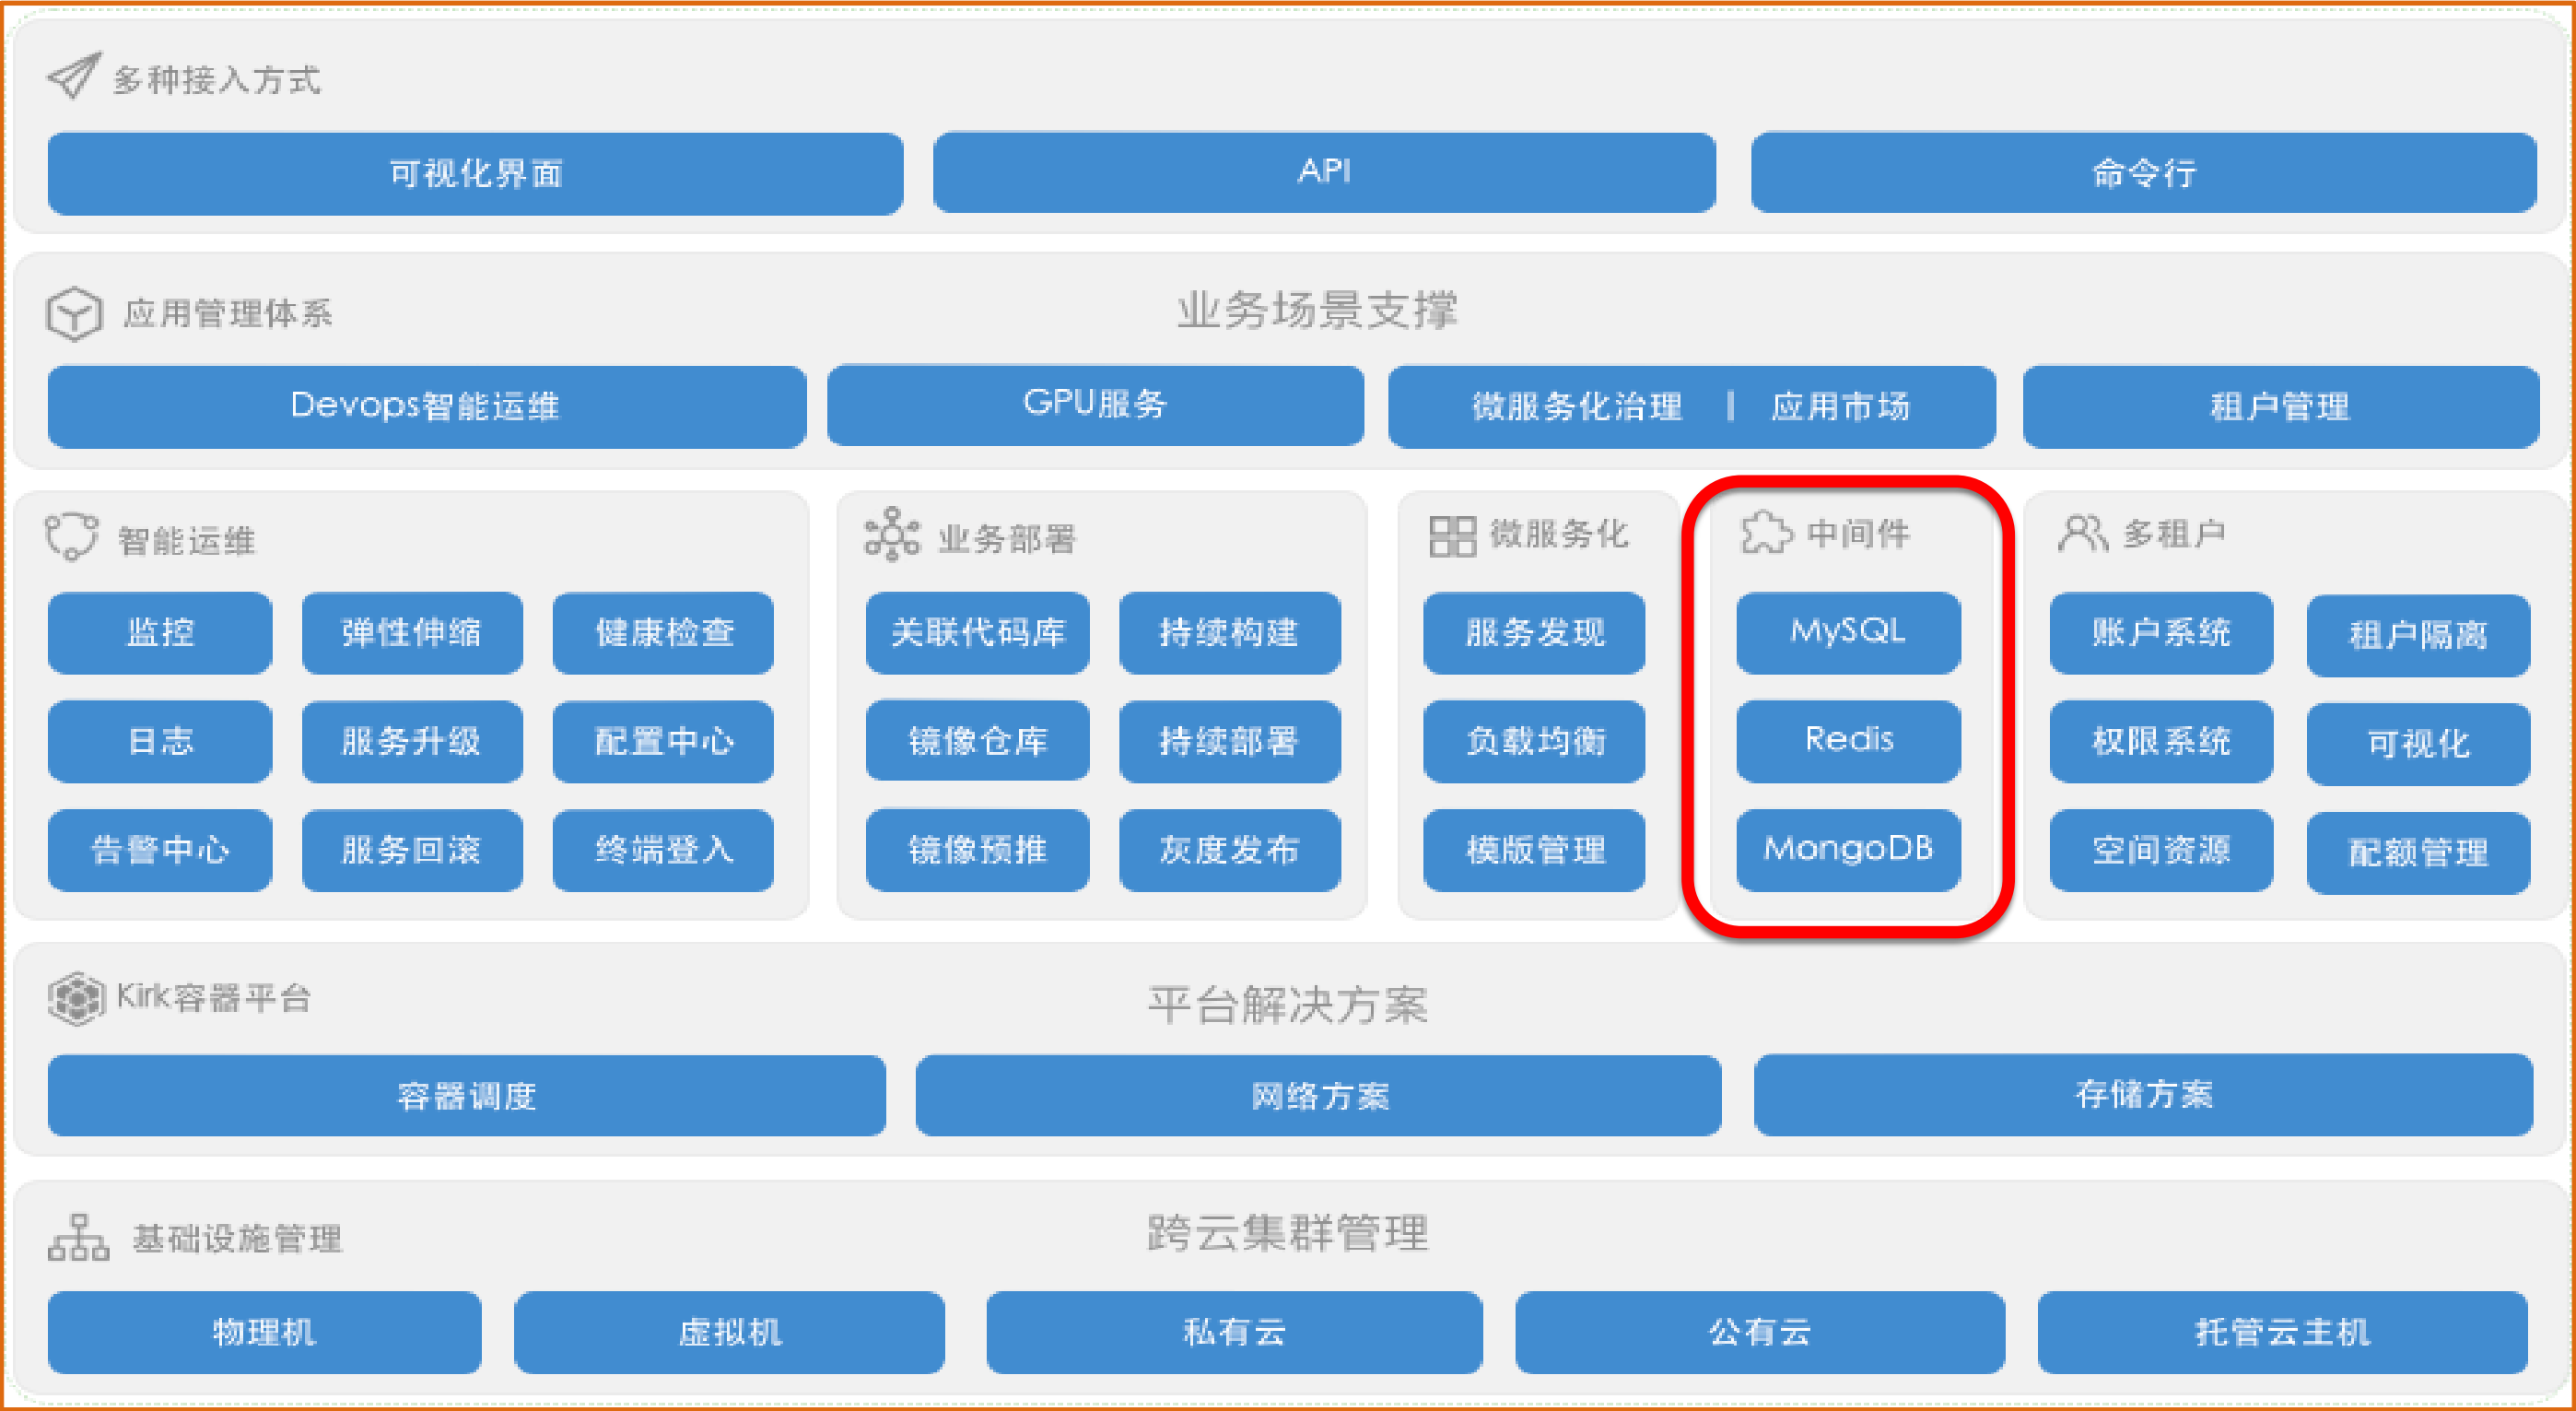 多种接入方式
可视化界面
API
命令行
应用管理体系
业务场景支撑
Devops智能运维
GPU服务
微服务化治理 | 应用市场
租户管理
智能运维
监控
弹性伸缩
健康检查
日志
服务升级
配置中心
告警中心
服务回滚
终端登入
业务部署
关联代码库
持续构建
镜像仓库
持续部署
镜像预推
灰度发布
微服务化
服务发现
负载均衡
模版管理
中间件
MySQL
Redis
MongoDB
多租户
账户系统
租户隔离
权限系统
可视化
空间资源
配额管理
Kirk容器平台
平台解决方案
容器调度
网络方案
存储方案
基础设施管理
跨云集群管理
物理机
虚拟机
私有云
公有云
托管云主机